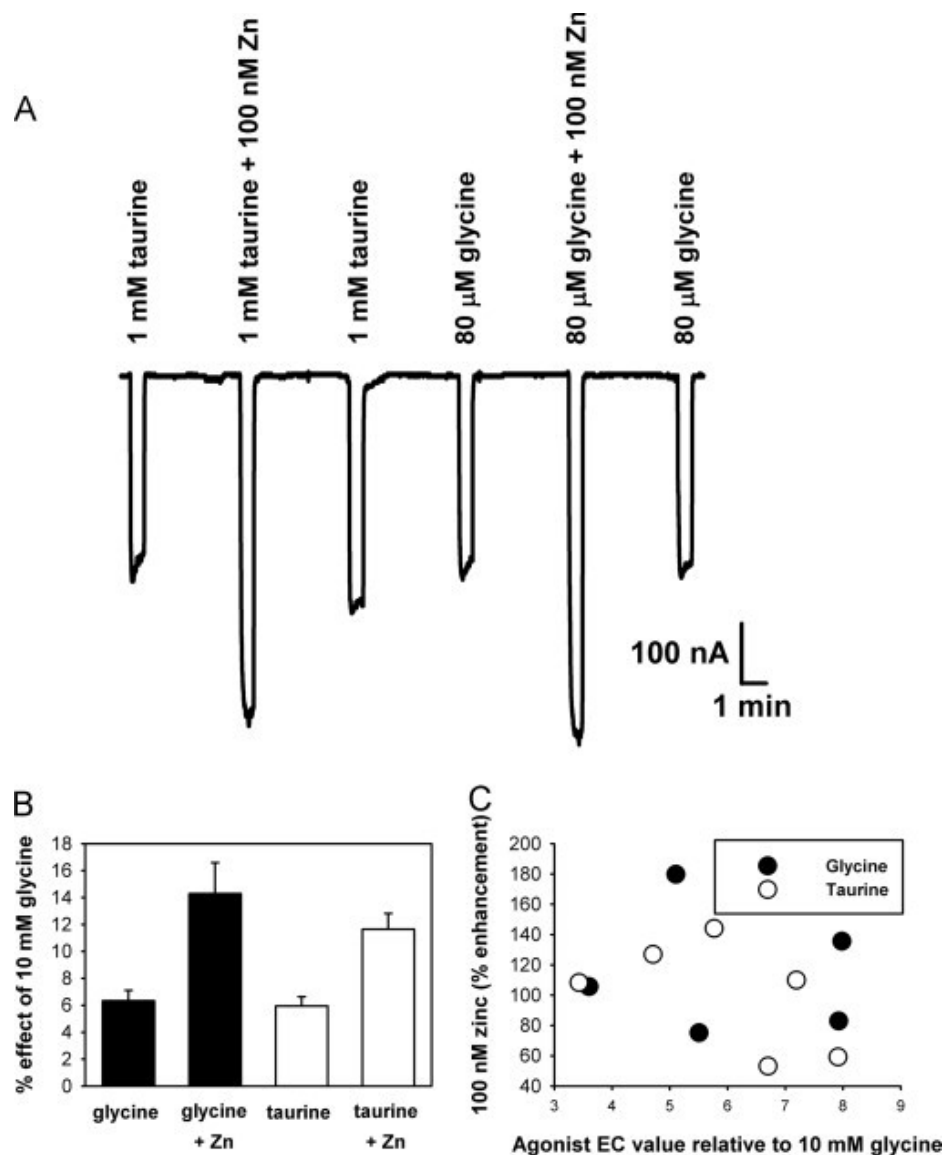 A
1 mM taurine
1 mM taurine + 100 nM Zn
1 mM taurine
80 μM glycine
80 μM glycine + 100 nM Zn
80 μM glycine
100 nA
1 min
B
% effect of 10 mM glycine
18
16
14
12
10
8
6
4
2
0
glycine
glycine
+ Zn
taurine
taurine
+ Zn
C
100 nM zinc (% enhancement)
200
180
160
140
120
100
80
60
40
Glycine
Taurine
3 4 5 6 7 8 9
Agonist EC value relative to 10 mM glycine